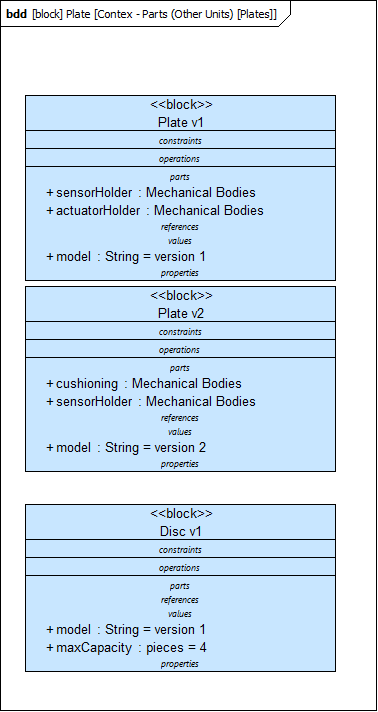 bdd [block] Plate [Contex - Parts (Other Units) [Plates]]
<<block>>
Plate v1
constraints
operations
parts
+ sensorHolder : Mechanical Bodies
+ actuatorHolder : Mechanical Bodies
references
values
+ model : String = version 1
properties
<<block>>
Plate v2
constraints
operations
parts
+ cushioning : Mechanical Bodies
+ sensorHolder : Mechanical Bodies
references
values
+ model : String = version 2
properties
<<block>>
Disc v1
constraints
operations
parts
references
values
+ model : String = version 1
+ maxCapacity : pieces = 4
properties